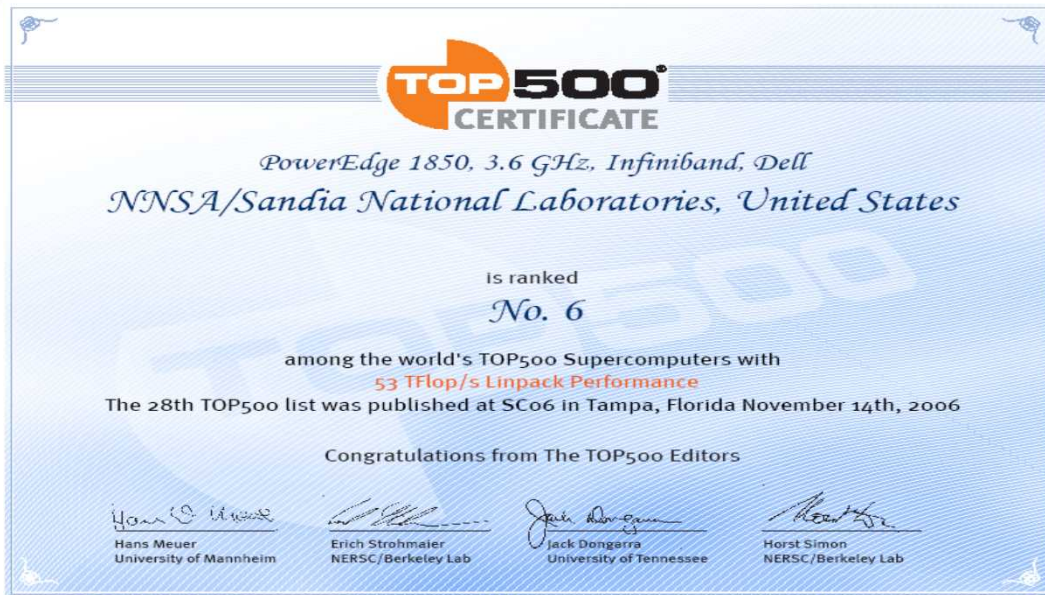 TOP500®
CERTIFICATE
PowerEdge 1850, 3.6 GHz, Infiniband, Dell
NNSA/Sandia National Laboratories, United States
TOP500
is ranked
No. 6
among the world's TOP500 Supercomputers with
53 TFlop/s Linpack Performance
The 28th TOP500 list was published at SC06 in Tampa, Florida November 14th, 2006
Congratulations from The TOP500 Editors
Hans Meuer
University of Mannheim
Erich Strohmaier
NERSC/Berkeley Lab
Jack Dongarra
University of Tennessee
Horst Simon
NERSC/Berkeley Lab